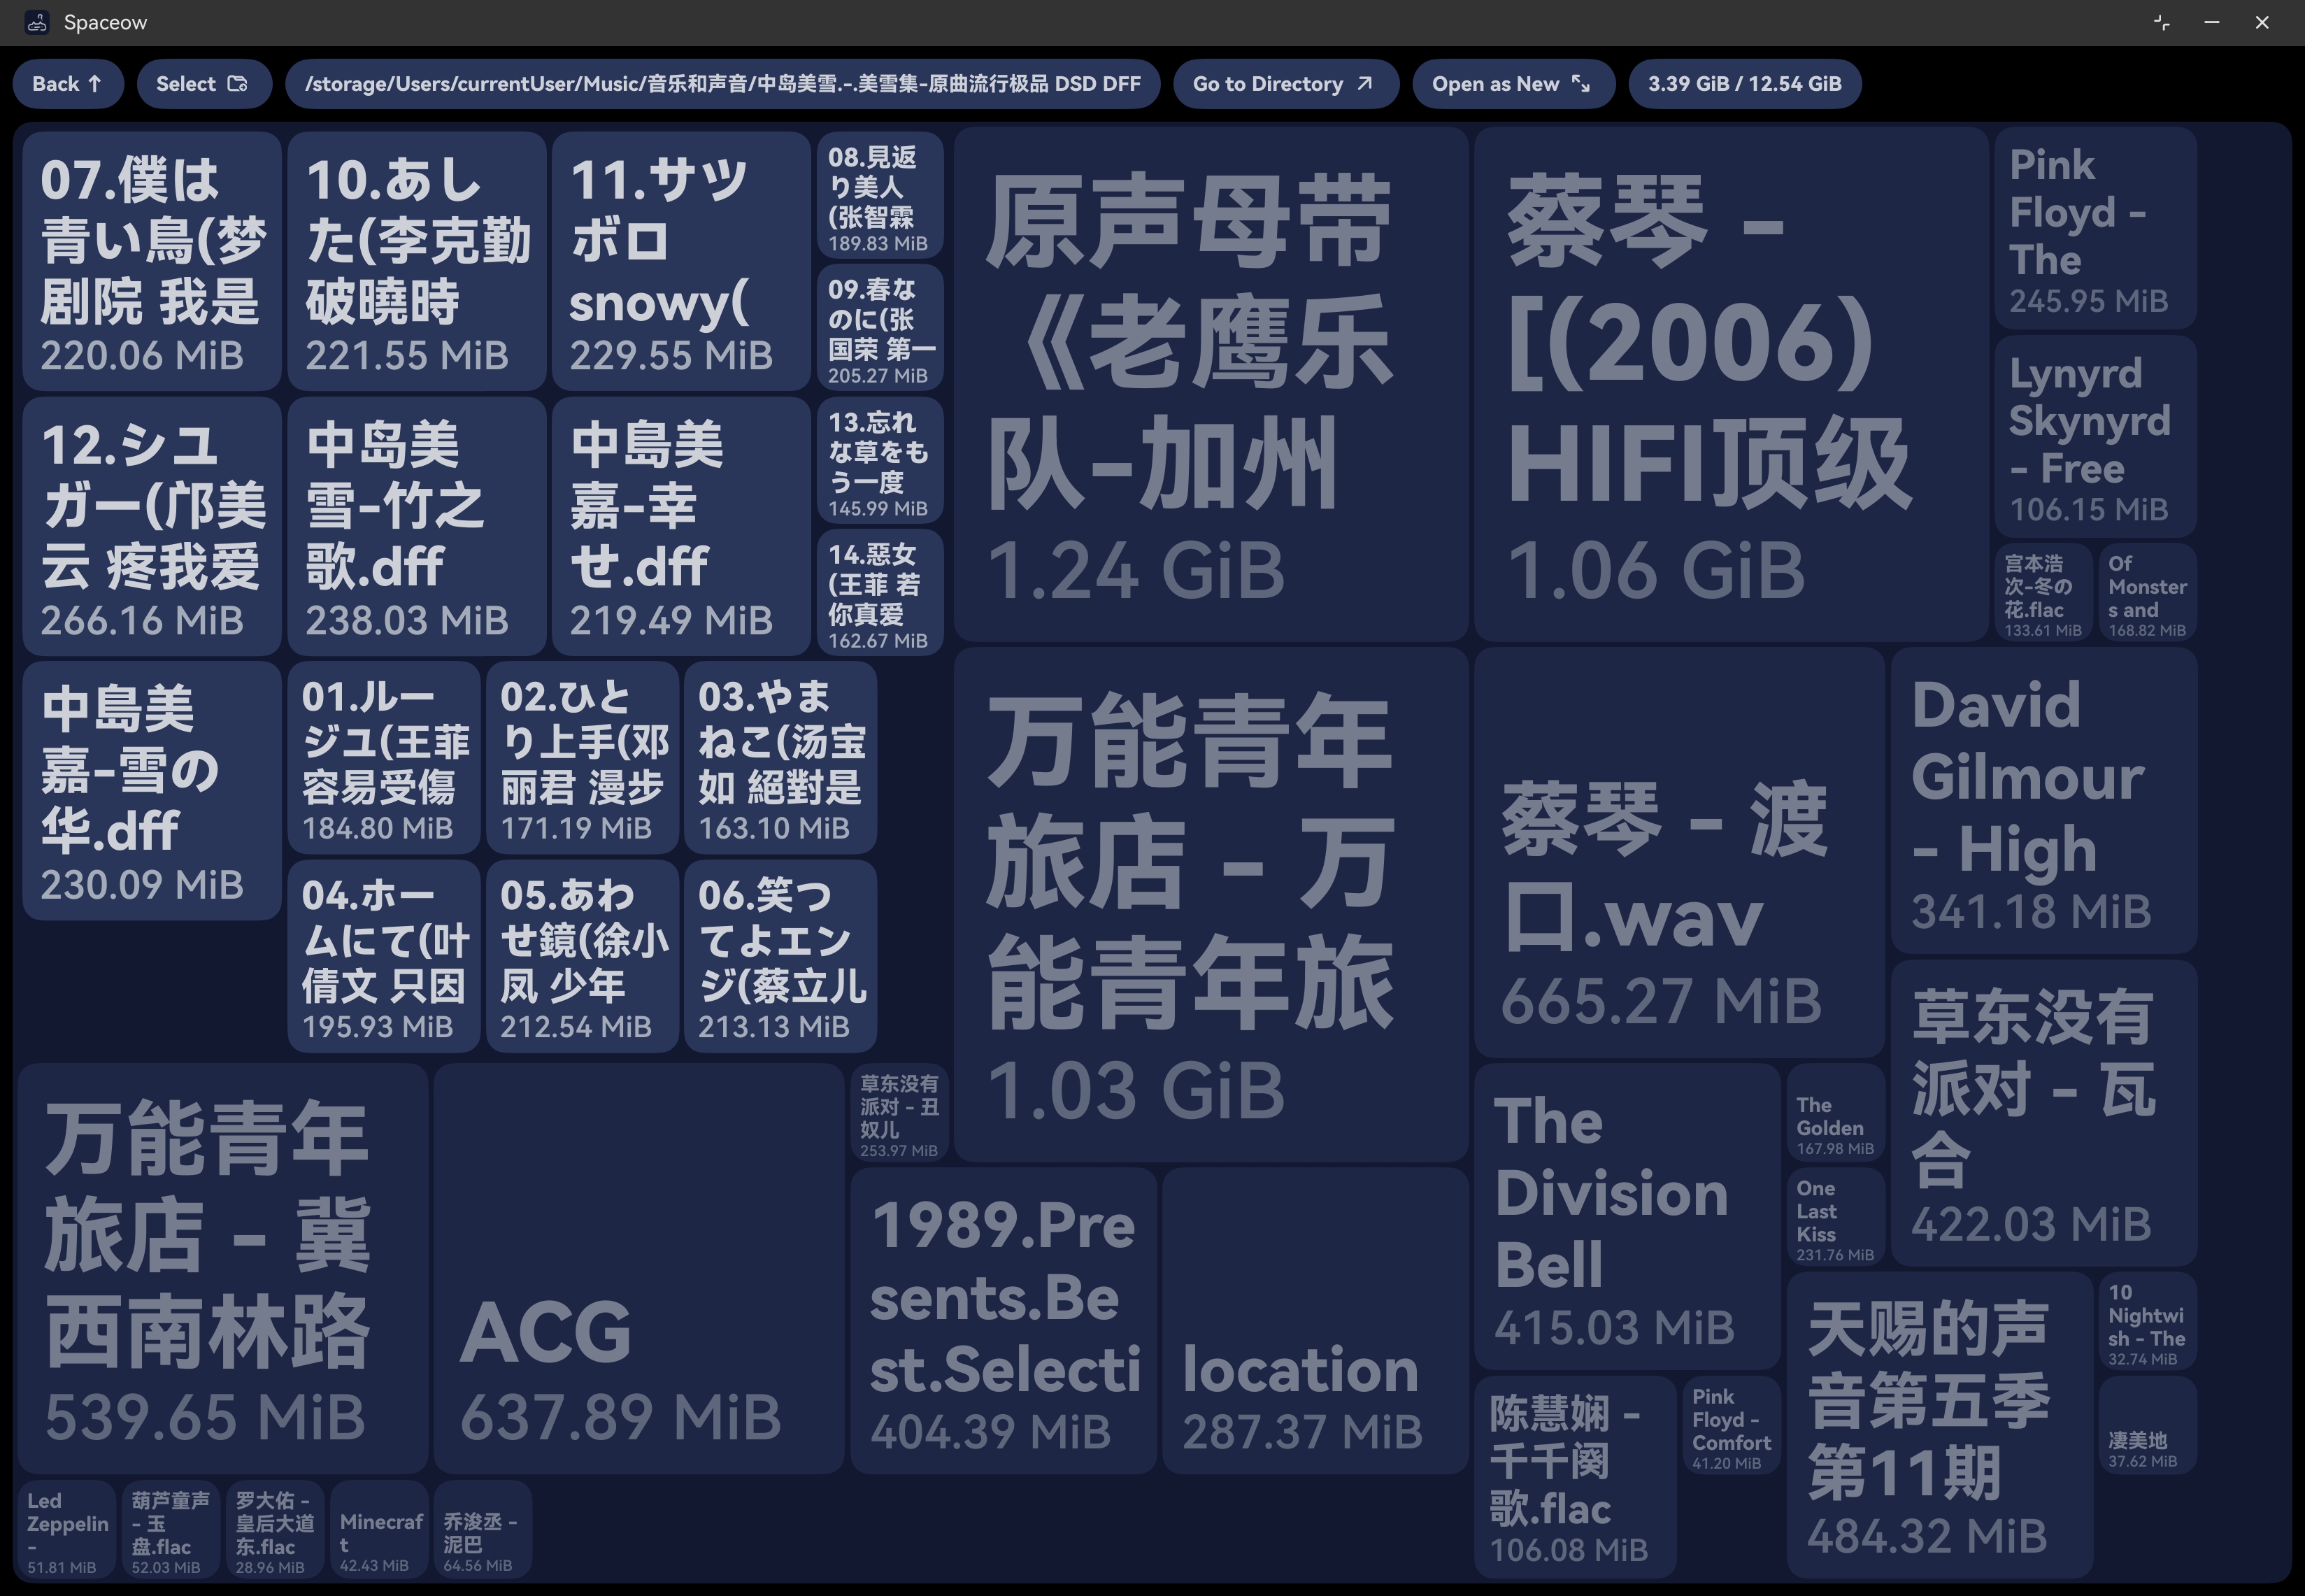 Spaceow
Back ↑
Select
/storage/Users/currentUser/Music/音乐和声音/中岛美雪.-.美雪集-原曲流行极品 DSD DFF
Go to Directory
Open as New
3.39 GiB / 12.54 GiB
07.僕は
青い鳥(梦
剧院 我是
220.06 MiB
10.あし
た(李克勤
破曉時
221.55 MiB
11.サツ
ボロ
snowy(
229.55 MiB
08.見返
り美人
(张智霖
189.83 MiB
09.春な
のに(张
国荣 第一
205.27 MiB
12.シユ
ガー(邝美
云 疼我爱
266.16 MiB
中岛美
雪-竹之
歌.dff
238.03 MiB
中島美
嘉-幸
せ.dff
219.49 MiB
13.忘れ
な草をも
う一度
145.99 MiB
14.惡女
(王菲 若
你真爱
162.67 MiB
中島美
嘉-雪の
华.dff
230.09 MiB
01.ルー
ジユ(王菲
容易受傷
184.80 MiB
02.ひと
り上手(邓
丽君 漫步
171.19 MiB
03.やま
ねこ(汤宝
如 絕對是
163.10 MiB
04.ホー
ムにて(叶
倩文 只因
195.93 MiB
05.あわ
せ鏡(徐小
凤 少年
212.54 MiB
06.笑つ
てよエン
ジ(蔡立儿
213.13 MiB
原声母带
《老鹰乐
队-加州
1.24 GiB
蔡琴 -
[(2006)
HIFI顶级
1.06 GiB
Pink
Floyd -
The
245.95 MiB
Lynyrd
Skynyrd
- Free
106.15 MiB
宫本浩
次-冬の
花.flac
133.61 MiB
Of
Monster
s and
168.82 MiB
万能青年
旅店 - 万
能青年旅
1.03 GiB
蔡琴 - 渡
口.wav
665.27 MiB
David
Gilmour
- High
341.18 MiB
草东没有
派对 - 瓦
合
422.03 MiB
万能青年
旅店 - 冀
西南林路
539.65 MiB
ACG
637.89 MiB
草东没有
派对 - 丑
奴儿
253.97 MiB
1989.Pre
sents.Be
st.Selecti
404.39 MiB
location
287.37 MiB
The
Division
Bell
415.03 MiB
The
Golden
167.98 MiB
One
Last
Kiss
231.76 MiB
陈慧娴 -
千千阕
歌.flac
106.08 MiB
Pink
Floyd -
Comfort
41.20 MiB
天赐的声
音第五季
第11期
484.32 MiB
10
Nightwi
sh - The
32.74 MiB
凄美地
37.62 MiB
Led
Zeppelin
-
51.81 MiB
葫芦童声
- 玉
盘.flac
52.03 MiB
罗大佑 -
皇后大道
东.flac
28.96 MiB
Minecraf
t
42.43 MiB
乔浚丞 -
泥巴
64.56 MiB